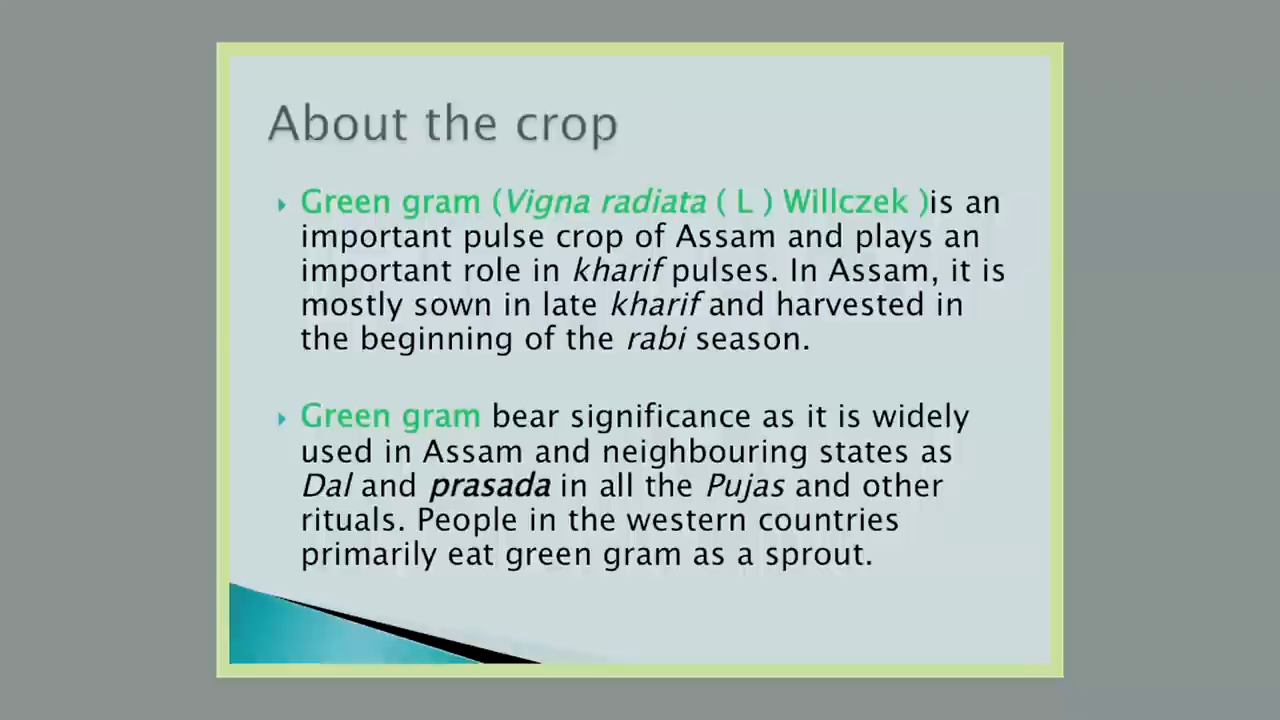 About the crop
Green gram (Vigna radiata ( L ) Willczek )is an
important pulse crop of Assam and plays an
important role in kharif pulses. In Assam, it is
mostly sown in late kharif and harvested in
the beginning of the rabi season.
Green gram bear significance as it is widely
used in Assam and neighbouring states as
Dal and prasada in all the Pujas and other
rituals. People in the western countries
primarily eat green gram as a sprout.